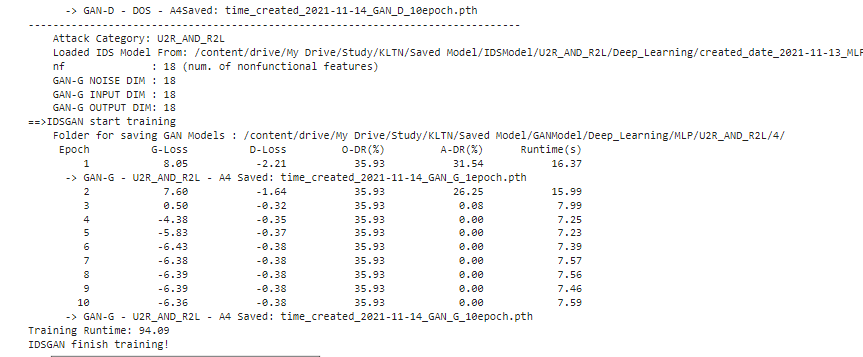 -> GAN-D - DOS - A4Saved: time_created_2021-11-14_GAN_D_10epoch.pth
---------------------------------------------------------------------------
Attack Category: U2R_AND_R2L
Loaded IDS Model From: /content/drive/My Drive/Study/KLTN/Saved Model/IDSModel/U2R_AND_R2L/Deep_Learning/created_date_2021-11-13_MLP
nf : 18 (num. of nonfunctional features)
GAN-G NOISE DIM : 18
GAN-G INPUT DIM : 18
GAN-G OUTPUT DIM: 18
==>IDSGAN start training
Folder for saving GAN Models : /content/drive/My Drive/Study/KLTN/Saved Model/GANModel/Deep_Learning/MLP/U2R_AND_R2L/4/
Epoch G-Loss D-Loss O-DR(%) A-DR(%) Runtime(s)
1 8.05 -2.21 35.93 31.54 16.37
-> GAN-G - U2R_AND_R2L - A4 Saved: time_created_2021-11-14_GAN_G_1epoch.pth
2 7.60 -1.64 35.93 26.25 15.99
3 0.50 -0.32 35.93 0.08 7.99
4 -4.38 -0.35 35.93 0.00 7.25
5 -5.83 -0.37 35.93 0.00 7.23
6 -6.43 -0.38 35.93 0.00 7.39
7 -6.38 -0.38 35.93 0.00 7.57
8 -6.39 -0.38 35.93 0.00 7.56
9 -6.39 -0.38 35.93 0.00 7.46
10 -6.36 -0.38 35.93 0.00 7.59
-> GAN-G - U2R_AND_R2L - A4 Saved: time_created_2021-11-14_GAN_G_10epoch.pth
Training Runtime: 94.09
IDSGAN finish training!